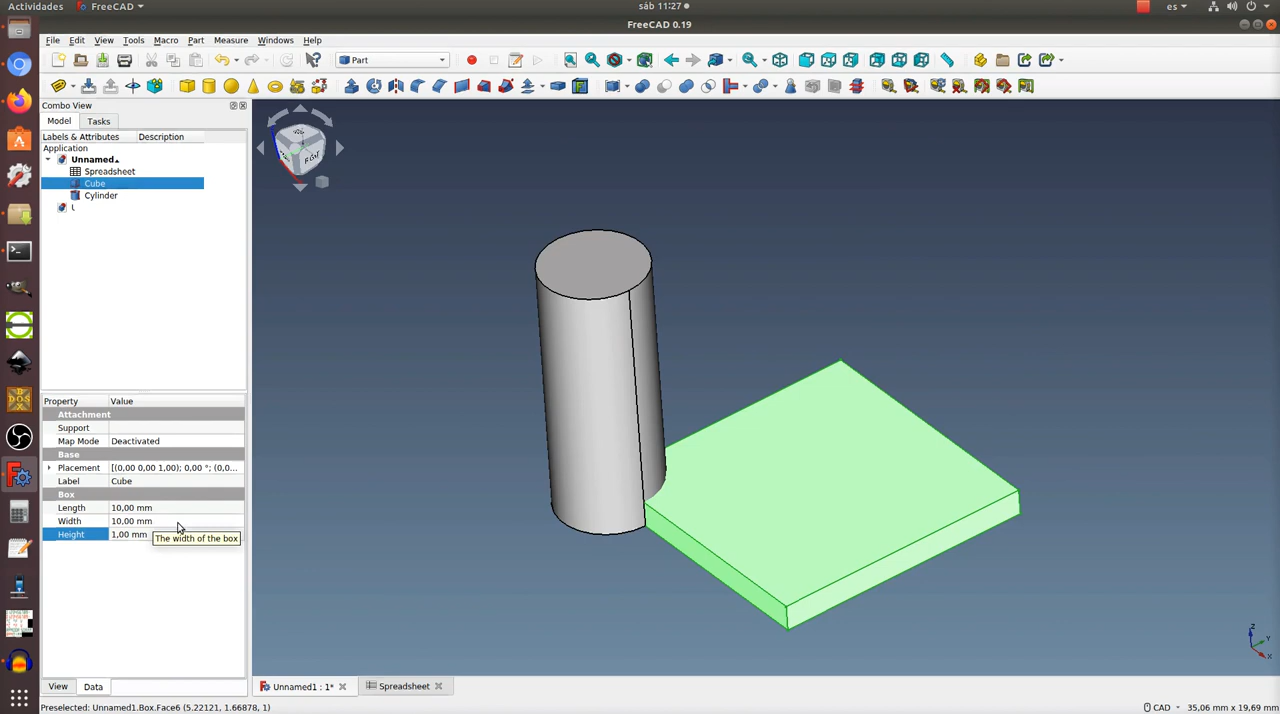 Actividades
FreeCAD
sáb 11:27
es
FreeCAD 0.19
File Edit View Tools Macro Part Measure Windows Help
Part
Combo View
Model Tasks
Labels & Attributes Description
Application
Unnamed
Spreadsheet
Cube
Cylinder
FRONT
Property Value
Attachment
Support
Map Mode Deactivated
Base
Placement [(0,00 0,00 1,00); 0,00 °; (0,0...
Label Cube
Box
Length 10,00 mm
Width 10,00 mm
Height 1,00 mm
The width of the box
View Data
Unnamed1 : 1*
Spreadsheet
Z
Y
X
Preselected: Unnamed1.Box.Face6 (5.22121, 1.66878, 1)
CAD
35,06 mm x 19,69 mm